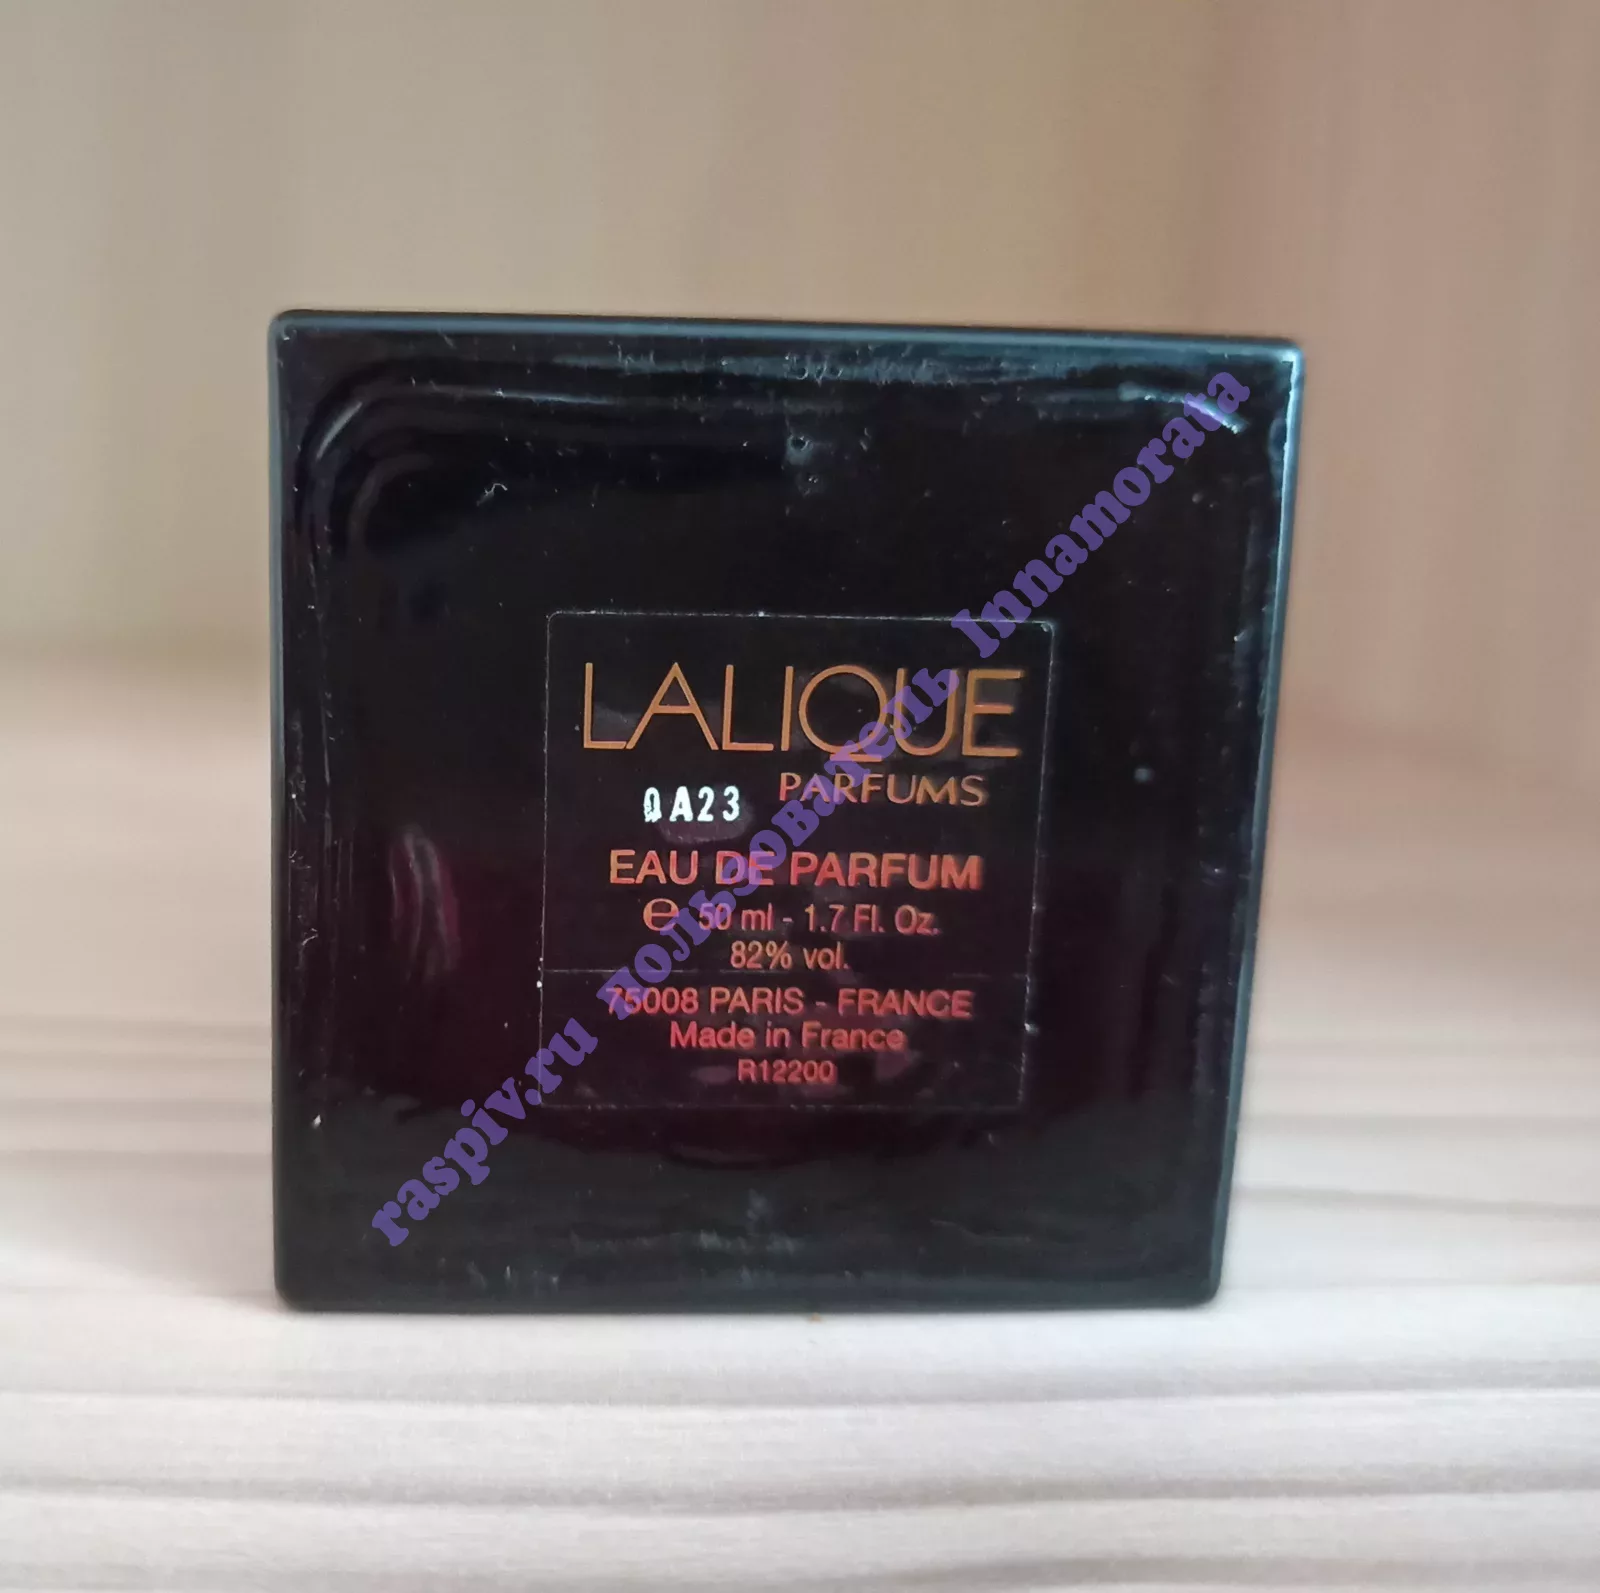 LALIQUE
PARFUMS
0A23
EAU DE PARFUM
℮ 50 ml - 1.7 Fl. Oz.
82% vol.
75008 PARIS - FRANCE
Made in France
R12200
raspiv.ru пользователь Innamorata